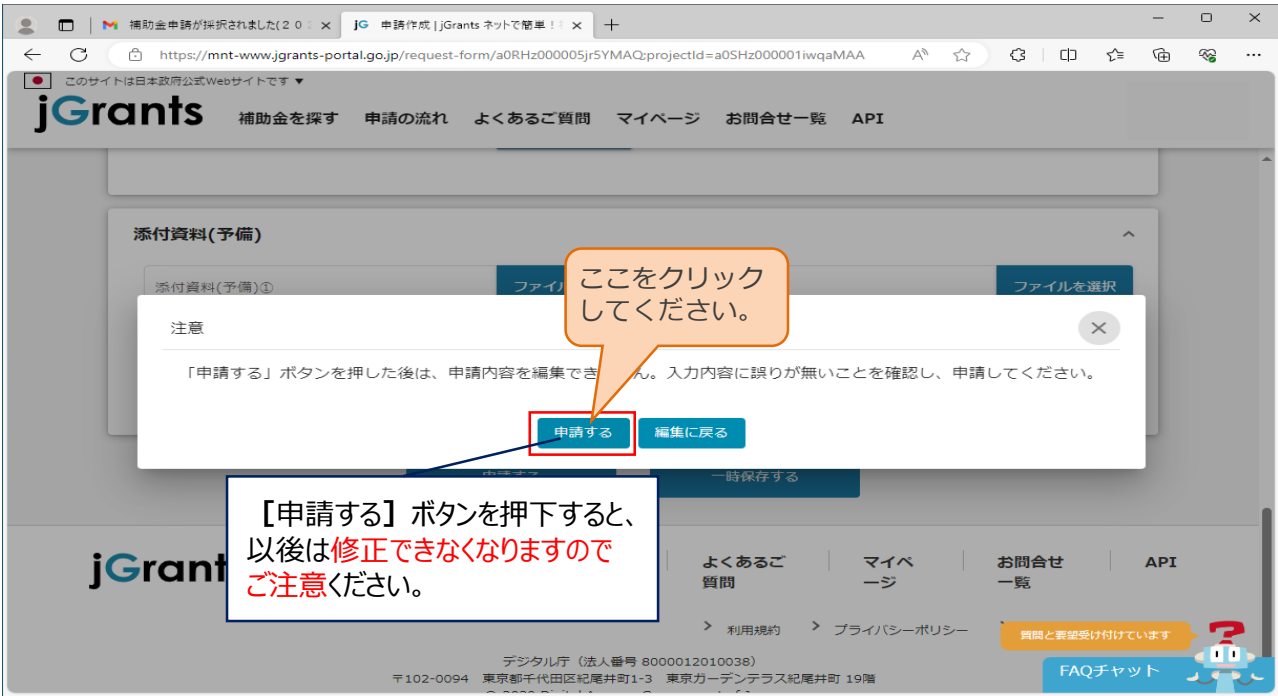 補助金申請が採択されました(２０
jG 申請作成 | jGrants ネットで簡単！
https://mnt-www.jgrants-portal.go.jp/request-form/a0RHz000005jr5YMAQ;projectId=a0SHz000001iwqaMAA
このサイトは日本政府公式Webサイトです ▼
jGrants
補助金を探す 申請の流れ よくあるご質問 マイページ お問合せ一覧 API
添付資料(予備)
添付資料(予備)①
ファイル
ファイルを選択
ここをクリック
してください。
注意
「申請する」ボタンを押した後は、申請内容を編集でき ん。入力内容に誤りが無いことを確認し、申請してください。
申請する 編集に戻る
申請する 一時保存する
［申請する］ボタンを押下すると、
以後は修正できなくなりますので
ご注意ください。
jGrant
よくあるご
質問
マイペ
ージ
お問合せ
一覧
API
利用規約 プライバシーポリシー
質問と要望受け付けています
FAQチャット
デジタル庁（法人番号 8000012010038）
〒102-0094 東京都千代田区紀尾井町1-3 東京ガーデンテラス紀尾井町 19階